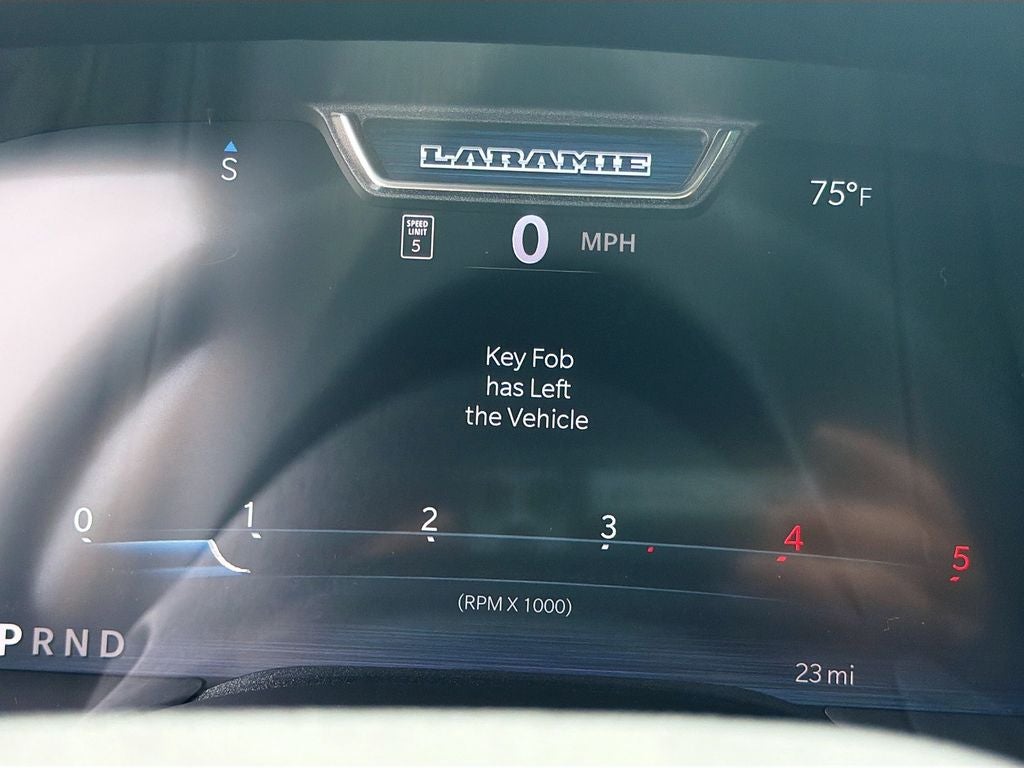 LARAMIE
S
75°F
SPEED
LIMIT
5
0 MPH
Key Fob
has Left
the Vehicle
0 1 2 3 4 5
(RPM X 1000)
PRND
23 mi